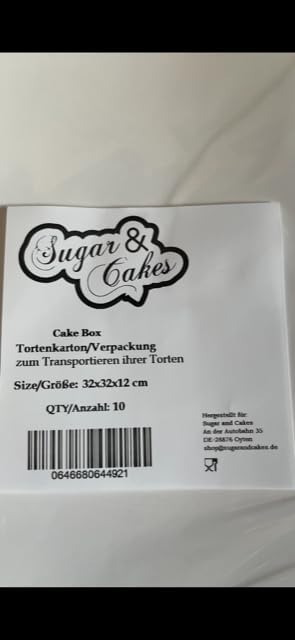 Sugar &
Cakes
Cake Box
Tortenkarton/Verpackung
zum Transportieren ihrer Torten
Size/Größe: 32x32x12 cm
QTY/Anzahl: 10
0646680644921
Hergestellt für:
Sugar and Cakes
An der Autobahn 35
DE-28876 Oyten
shop@sugarandcakes.de